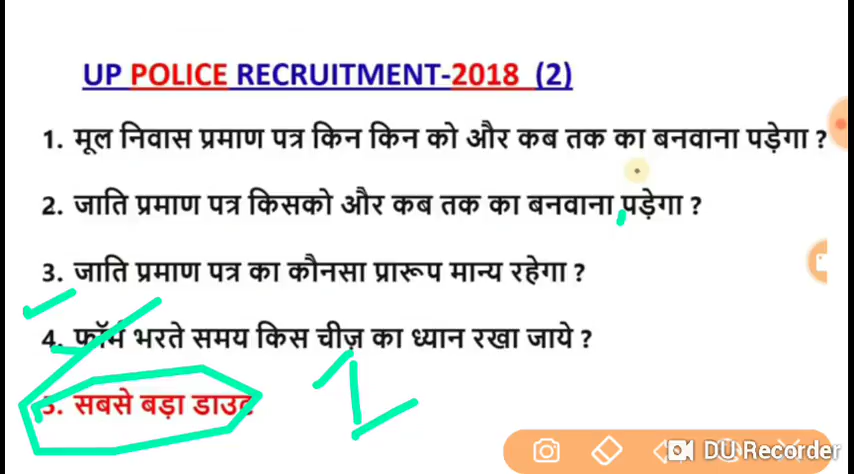 UP POLICE RECRUITMENT-2018 (2)
1. मूल निवास प्रमाण पत्र किन किन को और कब तक का बनवाना पड़ेगा ?
2. जाति प्रमाण पत्र किसको और कब तक का बनवाना पड़ेगा ?
3. जाति प्रमाण पत्र का कौनसा प्रारूप मान्य रहेगा ?
4. फॉर्म भरते समय किस चीज़ का ध्यान रखा जाये ?
5. सबसे बड़ा डाउट
DU Recorder